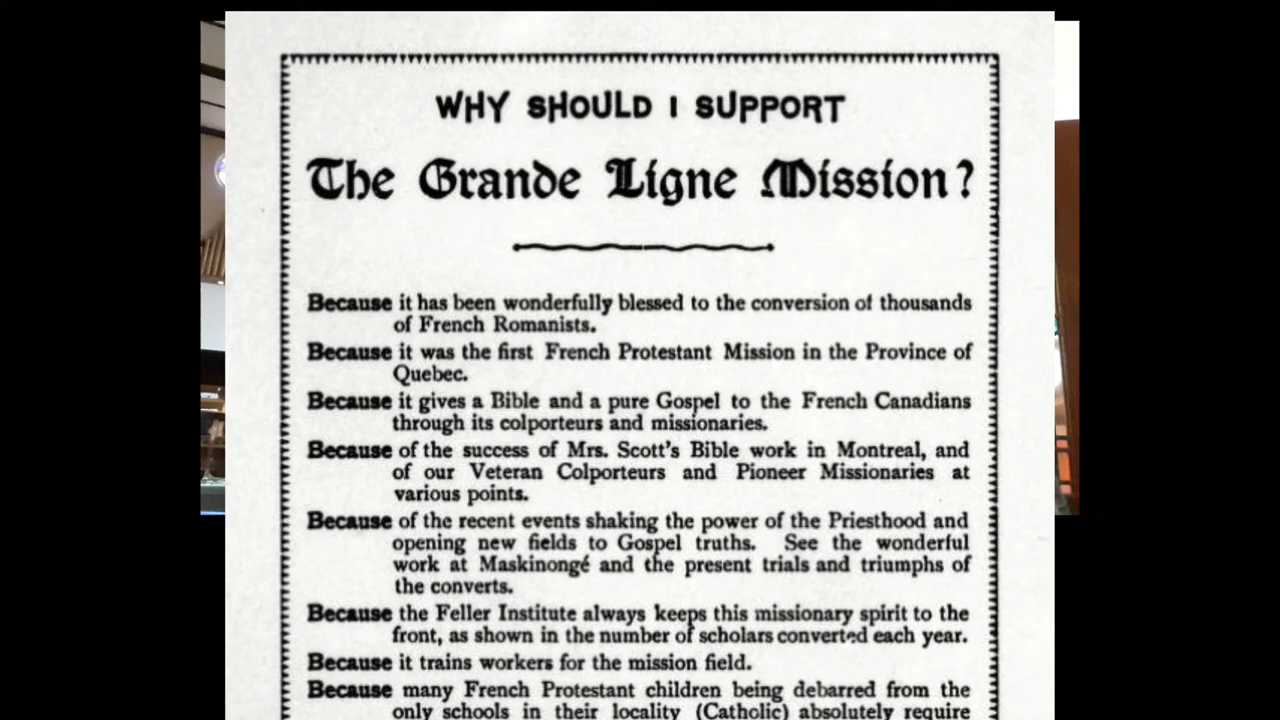 WHY SHOULD I SUPPORT
The Grande Ligne Mission?
Because it has been wonderfully blessed to the conversion of thousands
of French Romanists.
Because it was the first French Protestant Mission in the Province of
Quebec.
Because it gives a Bible and a pure Gospel to the French Canadians
through its colporteurs and missionaries.
Because of the success of Mrs. Scott's Bible work in Montreal, and
of our Veteran Colporteurs and Pioneer Missionaries at
various points.
Because of the recent events shaking the power of the Priesthood and
opening new fields to Gospel truths. See the wonderful
work at Maskinongé and the present trials and triumphs of
the converts.
Because the Feller Institute always keeps this missionary spirit to the
front, as shown in the number of scholars converted each year.
Because it trains workers for the mission field.
Because many French Protestant children being debarred from the
only schools in their locality (Catholic) absolutely require